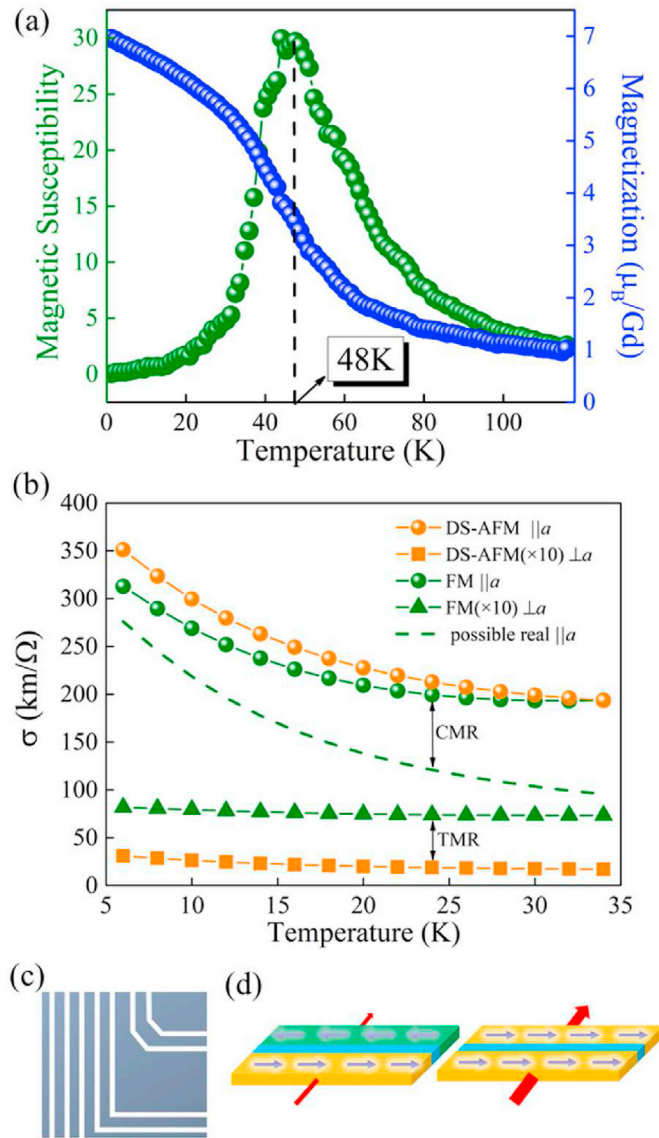 (a)
30
25
20
15
10
5
0
Magnetic Susceptibility
7
6
5
4
3
2
1
0
Magnetization (μB/Gd)
48K
0 20 40 60 80 100
Temperature (K)
(b)
400
350
300
250
200
150
100
50
0
σ (km/Ω)
DS-AFM ||a
DS-AFM(×10) ⊥a
FM ||a
FM(×10) ⊥a
possible real ||a
CMR
TMR
5 10 15 20 25 30 35
Temperature (K)
(c)
(d)